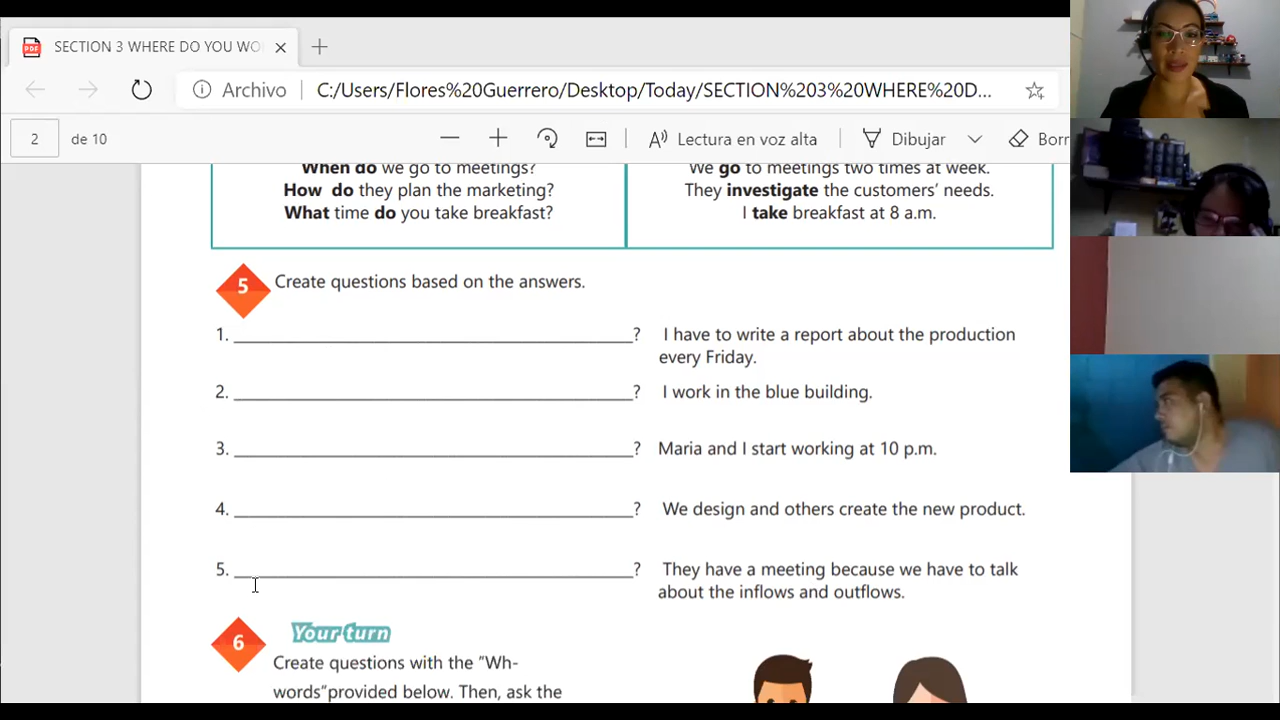 SECTION 3 WHERE DO YOU WO
Archivo
C:/Users/Flores%20Guerrero/Desktop/Today/SECTION%203%20WHERE%20D...
2 de 10
Lectura en voz alta
Dibujar
Borr
When do we go to meetings?
How do they plan the marketing?
What time do you take breakfast?
We go to meetings two times at week.
They investigate the customers' needs.
I take breakfast at 8 a.m.
5 Create questions based on the answers.
1. ________________________________________? I have to write a report about the production
every Friday.
2. ________________________________________? I work in the blue building.
3. ________________________________________? Maria and I start working at 10 p.m.
4. ________________________________________? We design and others create the new product.
5. ________________________________________? They have a meeting because we have to talk
about the inflows and outflows.
6 Your turn
Create questions with the "Wh-
words"provided below. Then, ask the